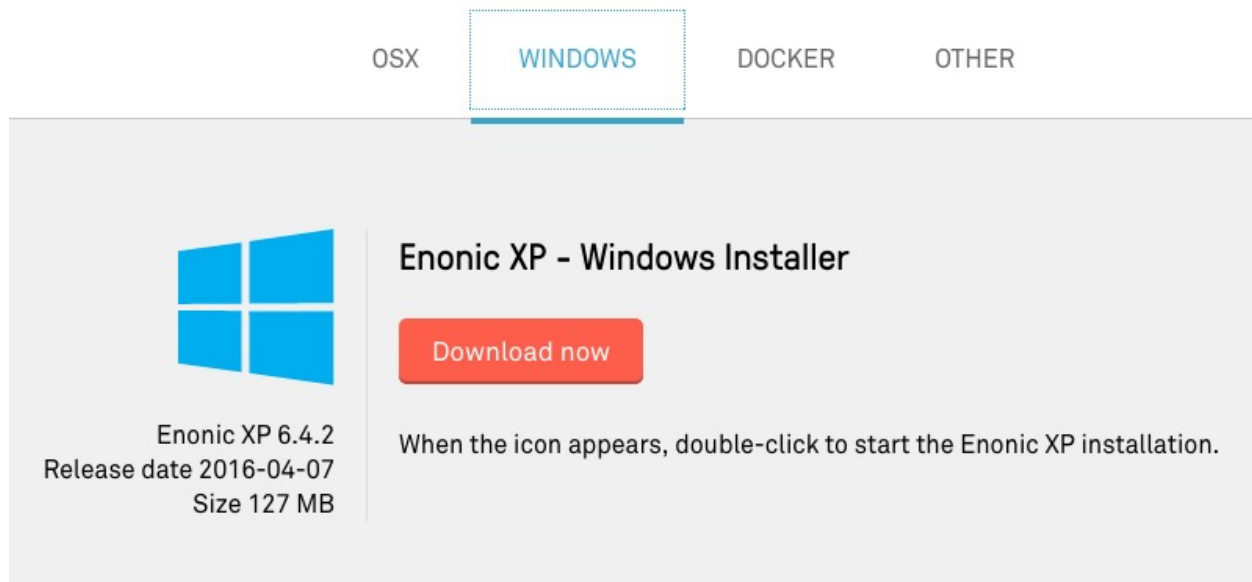 OSX WINDOWS DOCKER OTHER
Enonic XP - Windows Installer
Download now
Enonic XP 6.4.2
Release date 2016-04-07
Size 127 MB
When the icon appears, double-click to start the Enonic XP installation.